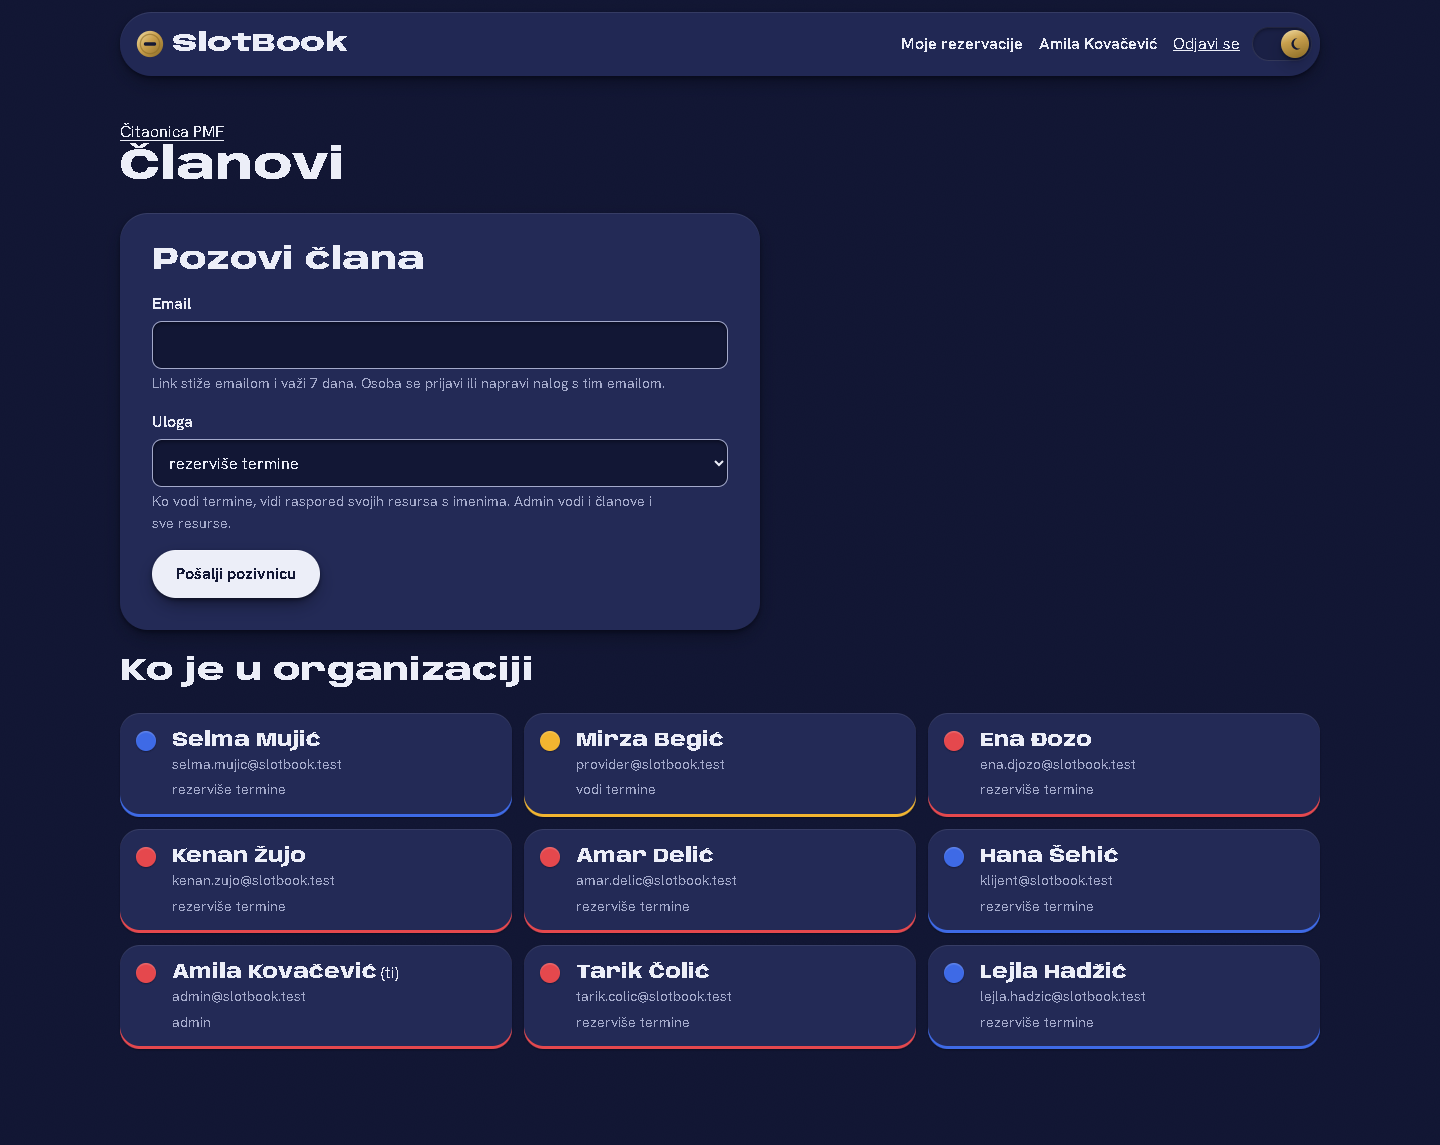 SlotBook
Moje rezervacije
Amila Kovačević
Odjavi se
Čitaonica PMF
Članovi
Pozovi člana
Email
Link stiže emailom i važi 7 dana. Osoba se prijavi ili napravi nalog s tim emailom.
Uloga
rezerviše termine
Ko vodi termine, vidi raspored svojih resursa s imenima. Admin vodi i članove i
sve resurse.
Pošalji pozivnicu
Ko je u organizaciji
Selma Mujić
selma.mujic@slotbook.test
rezerviše termine
Mirza Begić
provider@slotbook.test
vodi termine
Ena Đozo
ena.djozo@slotbook.test
rezerviše termine
Kenan Žujo
kenan.zujo@slotbook.test
rezerviše termine
Amar Delić
amar.delic@slotbook.test
rezerviše termine
Hana Šehić
klijent@slotbook.test
rezerviše termine
Amila Kovačević (ti)
admin@slotbook.test
admin
Tarik Čolić
tarik.colic@slotbook.test
rezerviše termine
Lejla Hadžić
lejla.hadzic@slotbook.test
rezerviše termine